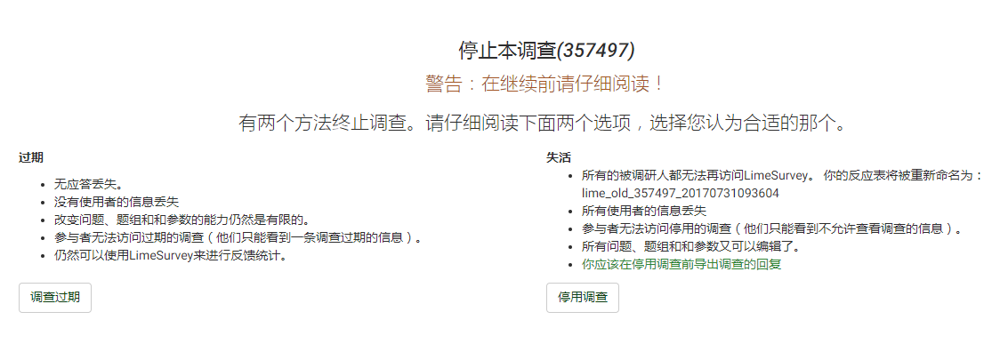 停止本调查(357497)
警告：在继续前请仔细阅读！
有两个方法终止调查。请仔细阅读下面两个选项，选择您认为合适的那个。
过期
无应答丢失。
没有使用者的信息丢失
改变问题、题组和和参数的能力仍然是有限的。
参与者无法访问过期的调查（他们只能看到一条调查过期的信息）。
仍然可以使用LimeSurvey来进行反馈统计。
调查过期
失活
所有的被调研人都无法再访问LimeSurvey。 你的反应表将被重新命名为：
lime_old_357497_20170731093604
所有使用者的信息丢失
参与者无法访问停用的调查（他们只能看到不允许查看调查的信息）。
所有问题、题组和和参数又可以编辑了。
你应该在停用调查前导出调查的回复
停用调查